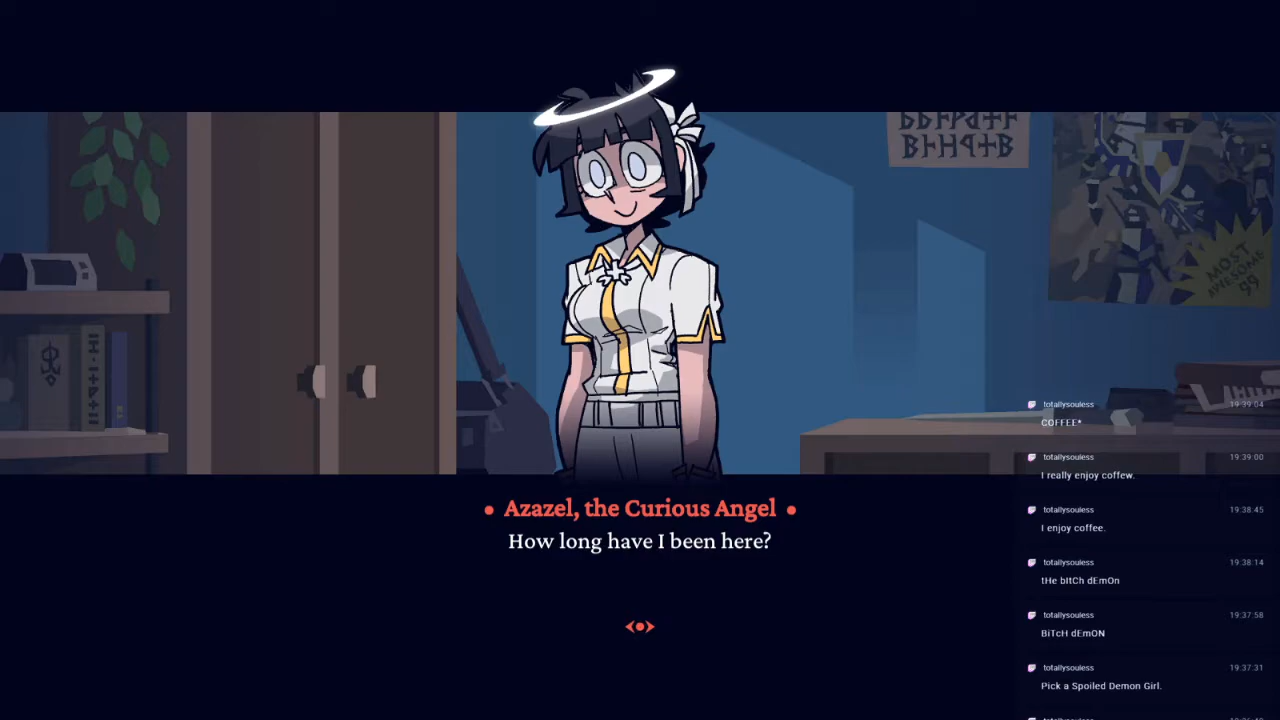 MOST
AWESOME
99
• Azazel, the Curious Angel •
How long have I been here?
totallysouless 19:39:04
COFFEE*
totallysouless 19:39:00
I really enjoy coffew.
totallysouless 19:38:45
I enjoy coffee.
totallysouless 19:38:14
tHe bItCh dEmOn
totallysouless 19:37:58
BiTcH dEmON
totallysouless 19:37:31
Pick a Spoiled Demon Girl.